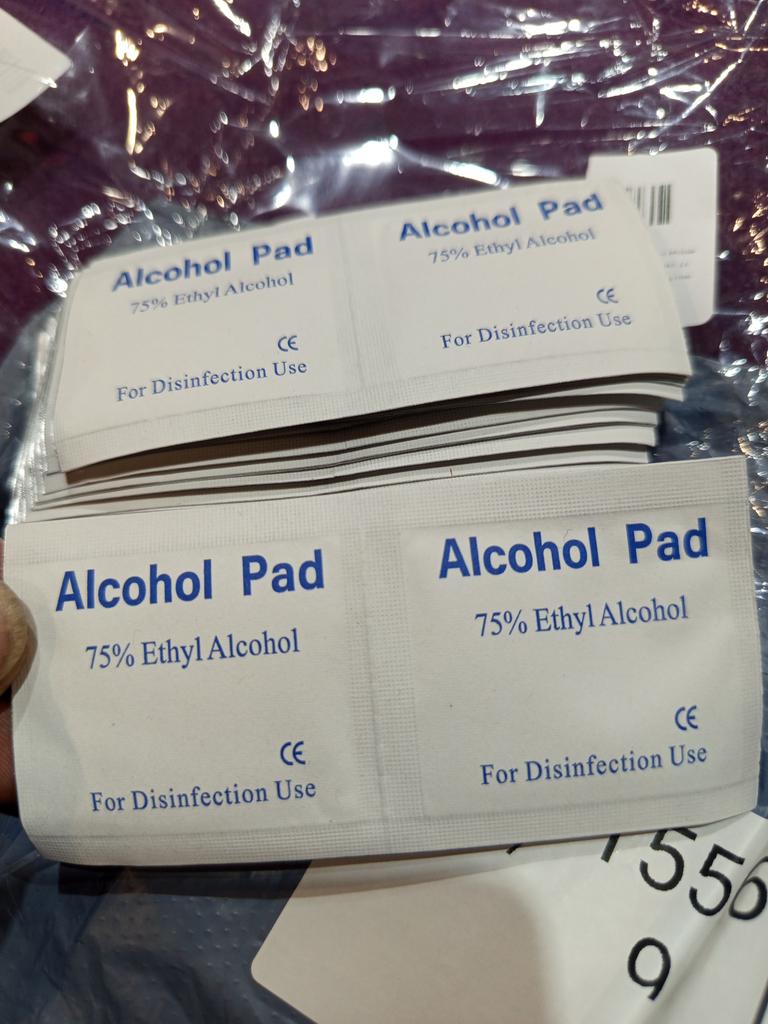 Alcohol Pad
75% Ethyl Alcohol
CE
For Disinfection Use
Alcohol Pad
75% Ethyl Alcohol
CE
For Disinfection Use
Alcohol Pad
75% Ethyl Alcohol
CE
For Disinfection Use
Alcohol Pad
75% Ethyl Alcohol
CE
For Disinfection Use
1556
9